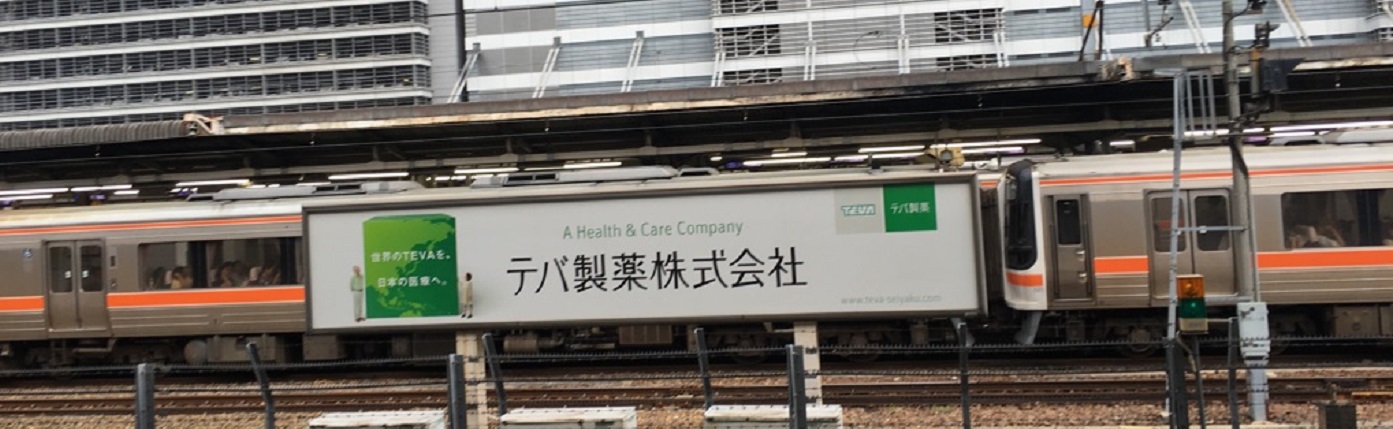 世界のTEVAを。
日本の医療へ。
A Health & Care Company
テバ製薬株式会社
TEVA テバ製薬
www.teva-seiyaku.com